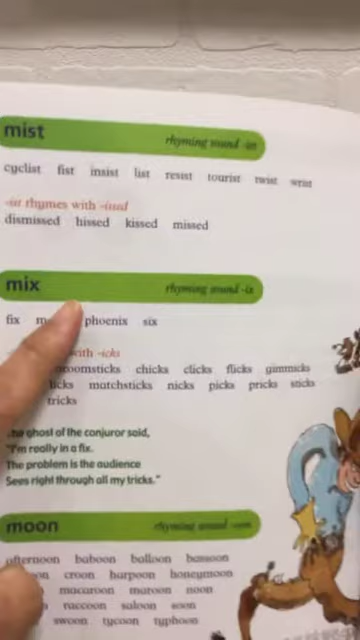 mist rhyming sound -ist
cyclist fist insist list resist tourist twist wrist
-ist rhymes with -issed
dismissed hissed kissed missed
mix rhyming sound -ix
fix phoenix six
with -icks
broomsticks chicks clicks flicks gimmicks
licks matchsticks nicks picks pricks sticks
tricks
The ghost of the conjuror said,
"I'm really in a fix.
The problem is the audience
Sees right through all my tricks."
moon rhyming sound -oon
afternoon baboon balloon bassoon
croon harpoon honeymoon
macaroon maroon noon
raccoon saloon soon
swoon tycoon typhoon